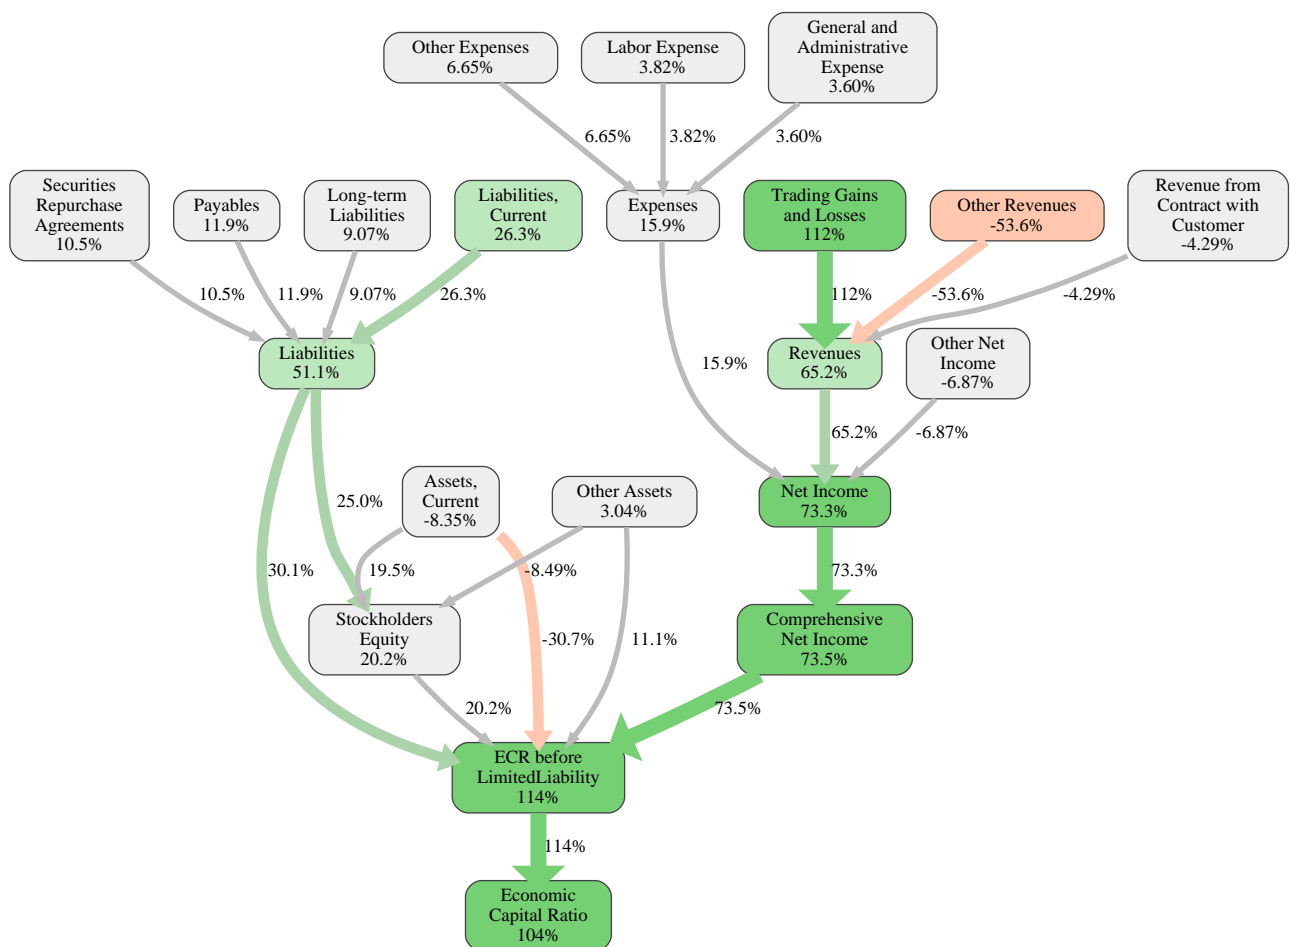 Other Expenses
6.65%
Labor Expense
3.82%
General and
Administrative
Expense
3.60%
6.65%
3.82%
3.60%
Securities
Repurchase
Agreements
10.5%
Payables
11.9%
Long-term
Liabilities
9.07%
Liabilities,
Current
26.3%
Expenses
15.9%
Trading Gains
and Losses
112%
Other Revenues
-53.6%
Revenue from
Contract with
Customer
-4.29%
10.5%
11.9%
9.07%
26.3%
112%
-53.6%
-4.29%
Liabilities
51.1%
15.9%
Revenues
65.2%
Other Net
Income
-6.87%
65.2%
-6.87%
Assets,
Current
-8.35%
Other Assets
3.04%
Net Income
73.3%
25.0%
30.1%
19.5%
-8.49%
73.3%
Stockholders
Equity
20.2%
-30.7%
11.1%
Comprehensive
Net Income
73.5%
20.2%
73.5%
ECR before
LimitedLiability
114%
114%
Economic
Capital Ratio
104%